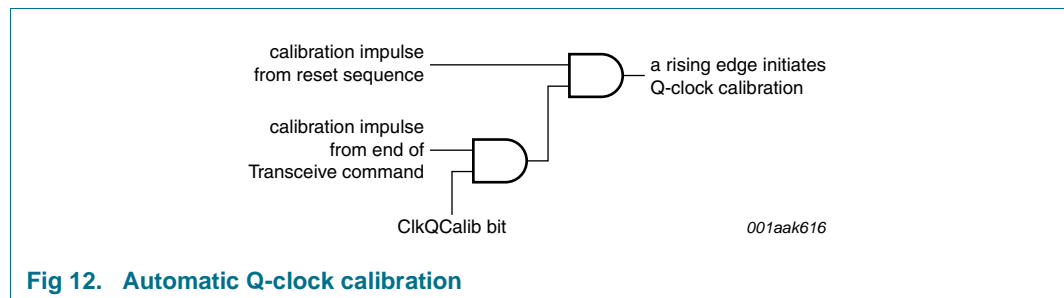 calibration impulse
from reset sequence
a rising edge initiates
Q-clock calibration
calibration impulse
from end of
Transceive command
ClkQCalib bit
001aak616
Fig 12. Automatic Q-clock calibration